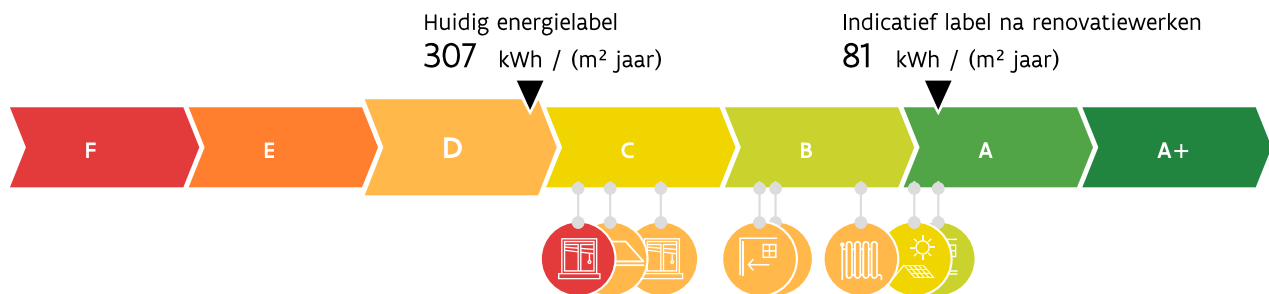 Huidig energielabel
307 kWh / (m² jaar)
Indicatief label na renovatiewerken
81 kWh / (m² jaar)
F E D C B A A+